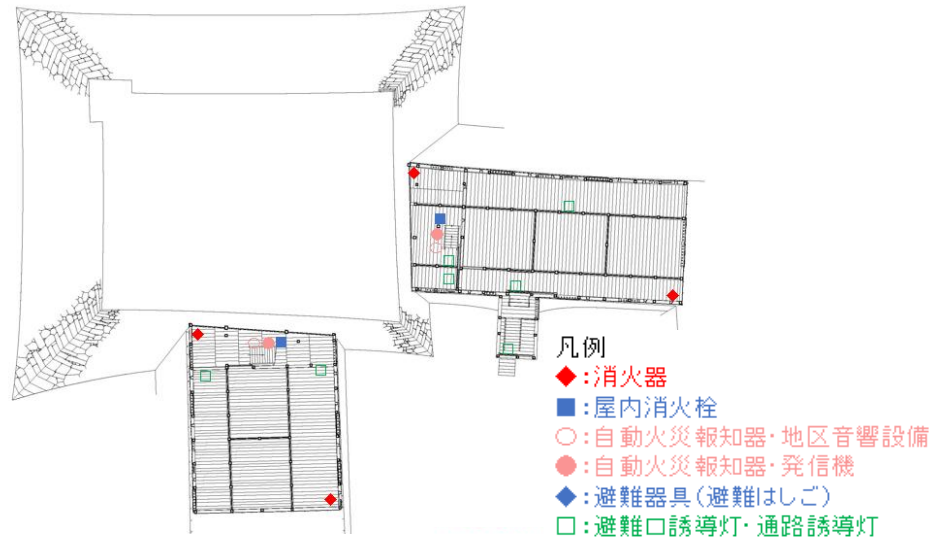 凡例
◆:消火器
■:屋内消火栓
○:自動火災報知器･地区音響設備
●:自動火災報知器･発信機
◆:避難器具(避難はしご)
□:避難口誘導灯･通路誘導灯